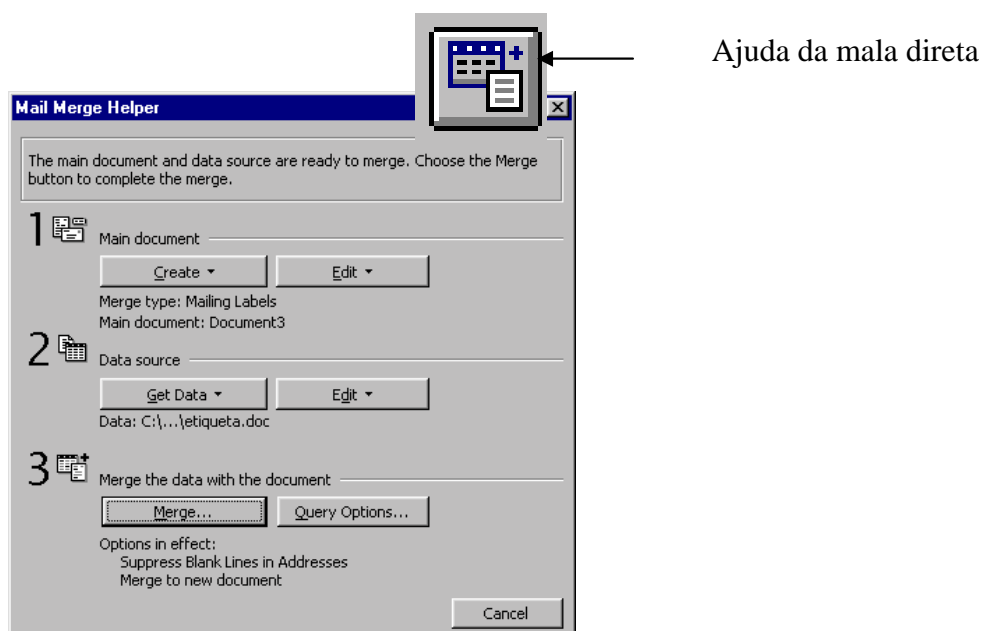 Ajuda da mala direta
Mail Merge Helper
The main document and data source are ready to merge. Choose the Merge
button to complete the merge.
1
Main document
Create
Edit
Merge type: Mailing Labels
Main document: Document3
2
Data source
Get Data
Edit
Data: C:\...\etiqueta.doc
3
Merge the data with the document
Merge...
Query Options...
Options in effect:
Suppress Blank Lines in Addresses
Merge to new document
Cancel